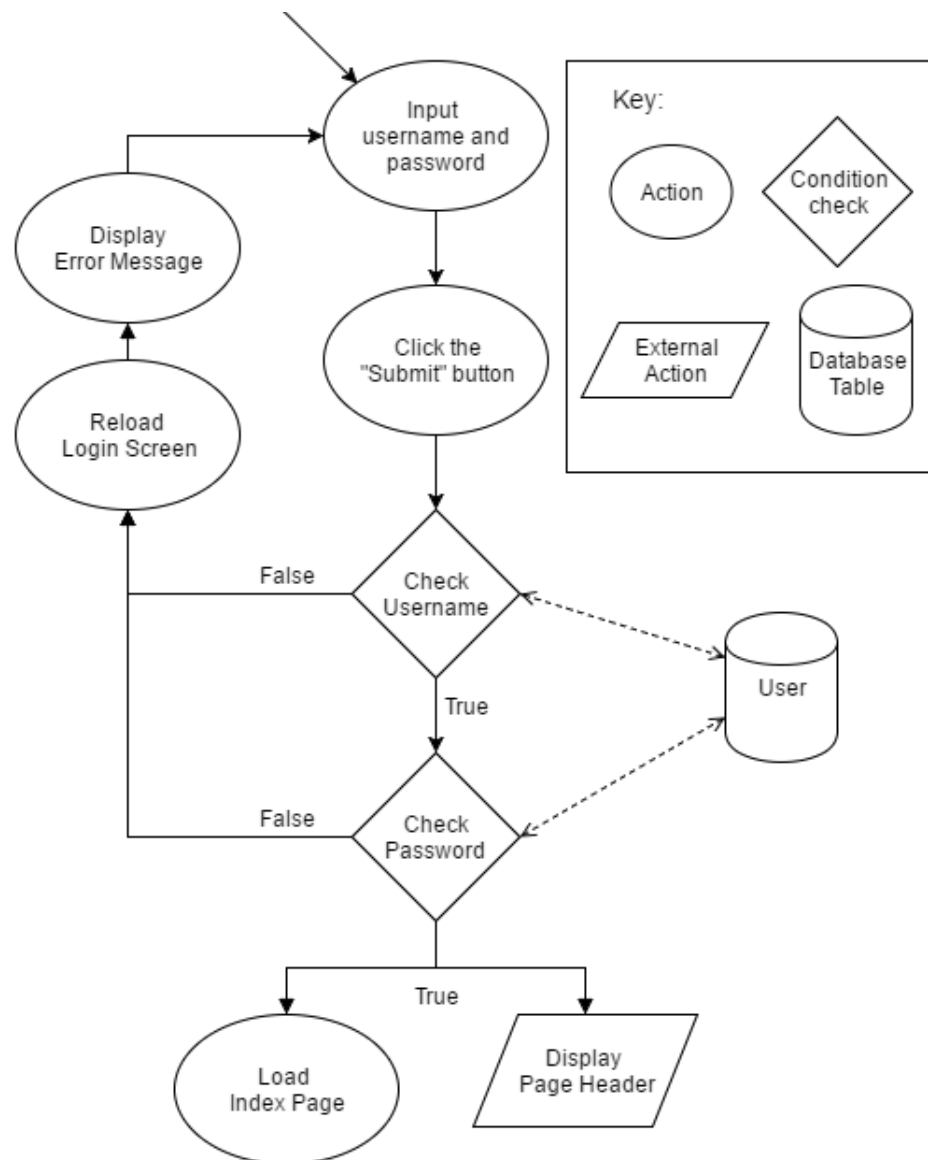 Input
username and
password
Key:
Action
Condition
check
External
Action
Database
Table
Display
Error Message
Click the
"Submit" button
Reload
Login Screen
False
Check
Username
User
True
False
Check
Password
True
Load
Index Page
Display
Page Header